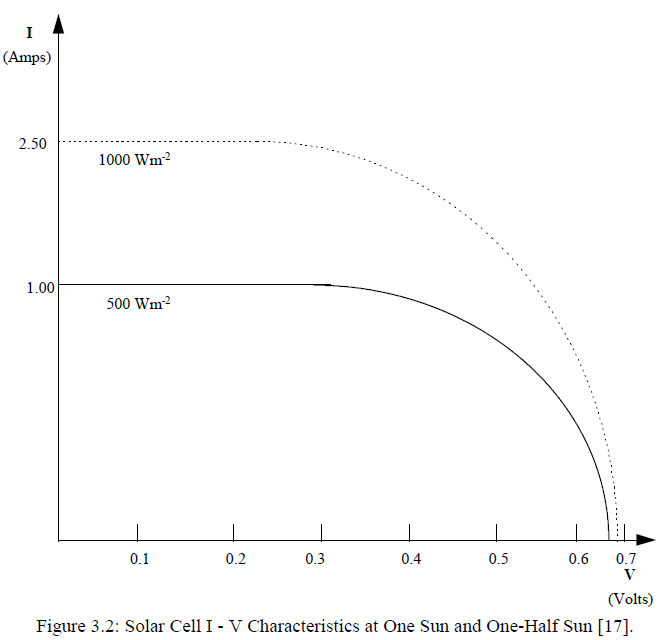 I
(Amps)
2.50
1000 Wm-2
1.00
500 Wm-2
0.1 0.2 0.3 0.4 0.5 0.6 0.7
V
(Volts)
Figure 3.2: Solar Cell I - V Characteristics at One Sun and One-Half Sun [17].